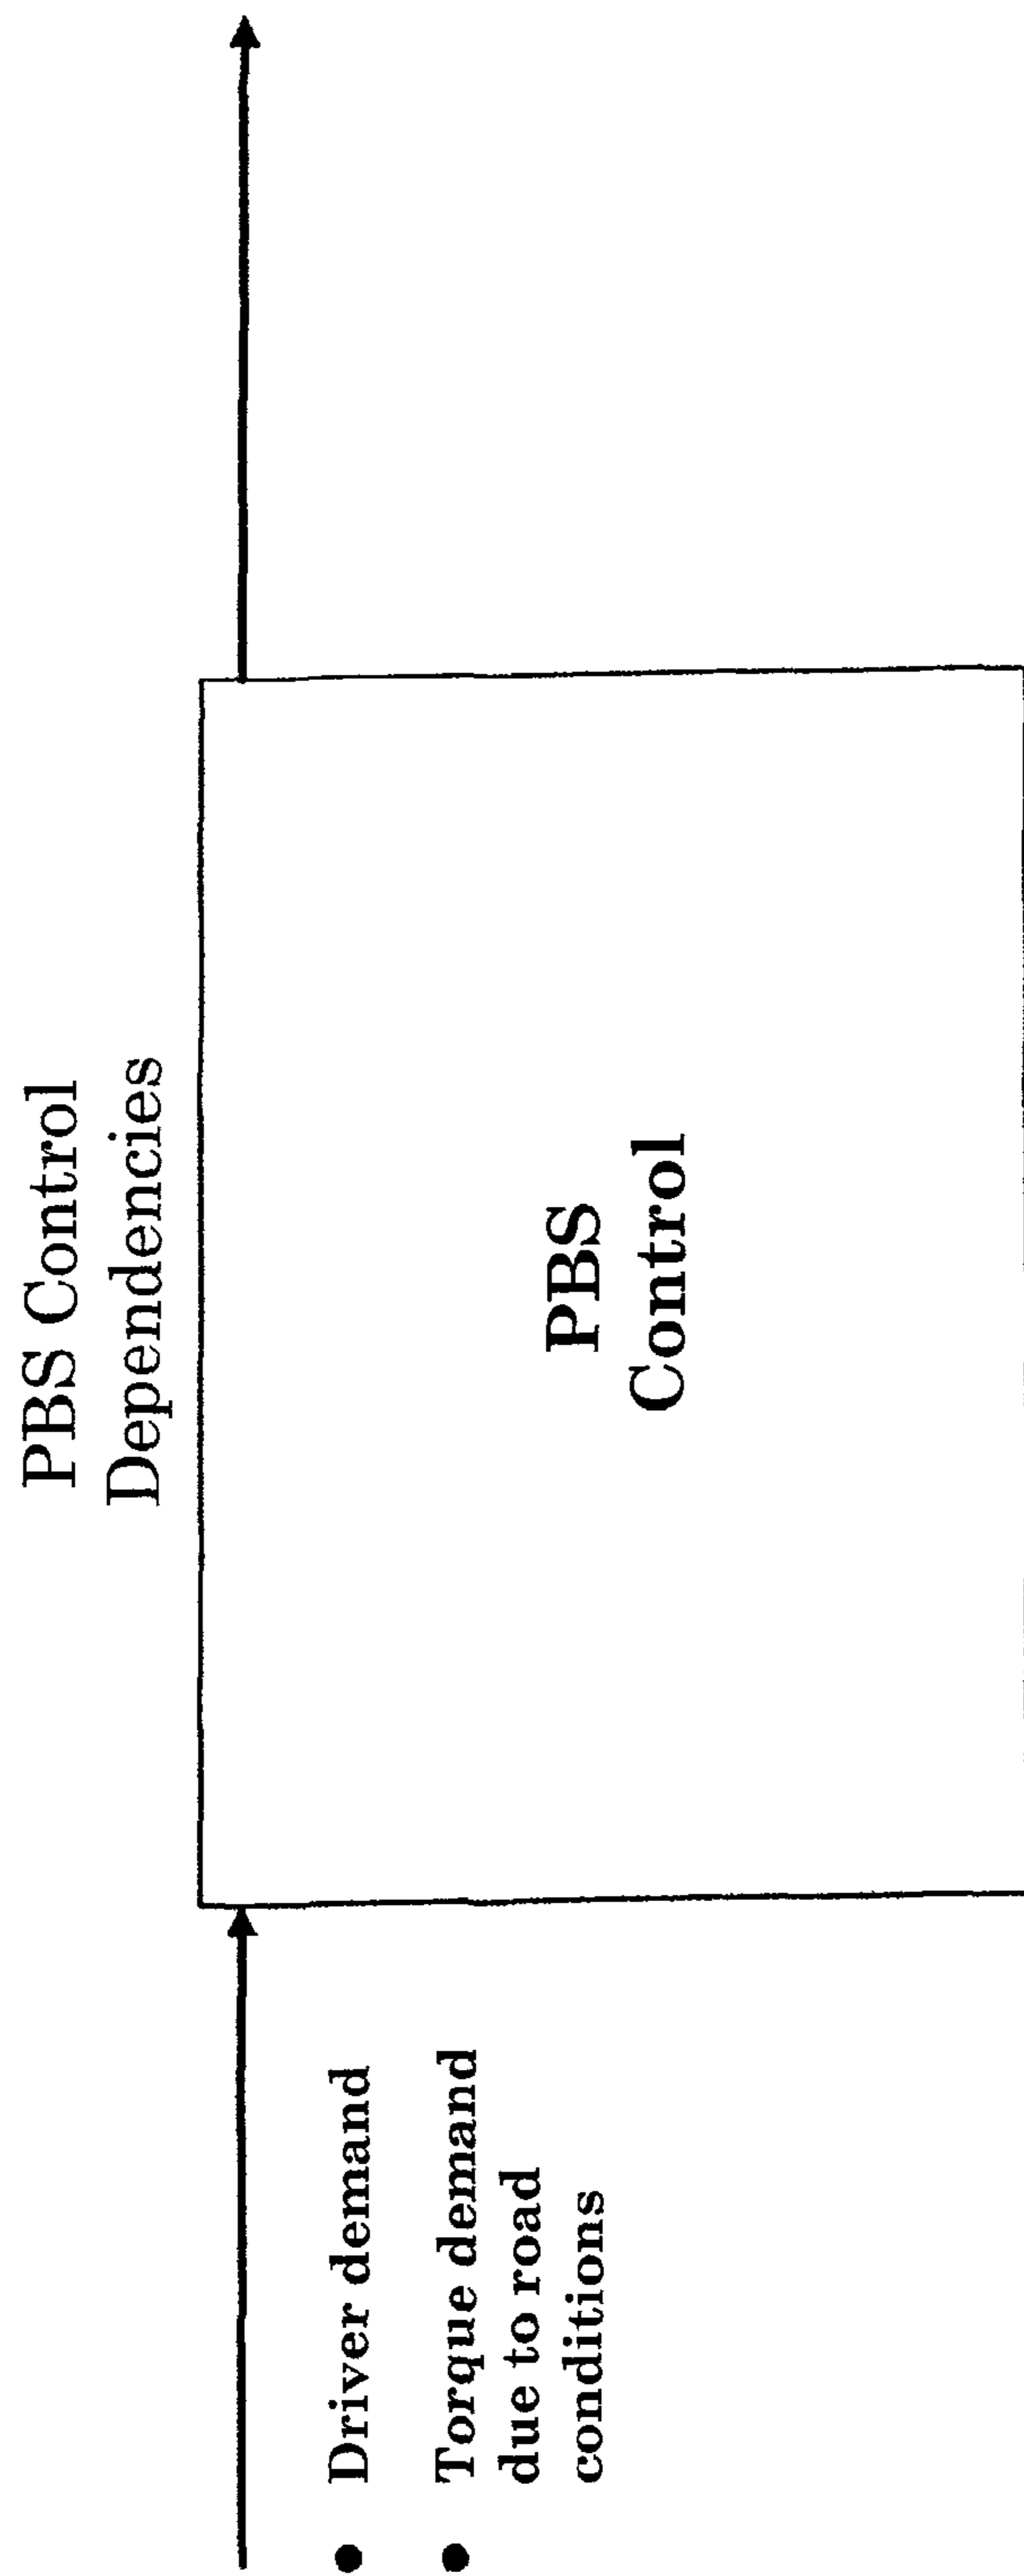 PBS Control
Dependencies
PBS
Control
• Driver demand
• Torque demand
due to road
conditions